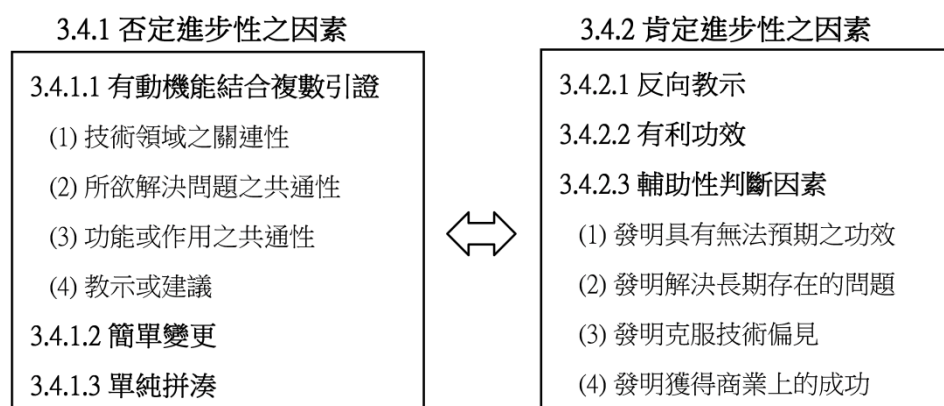 3.4.1 否定進步性之因素
3.4.1.1 有動機能結合複數引證
(1) 技術領域之關連性
(2) 所欲解決問題之共通性
(3) 功能或作用之共通性
(4) 教示或建議
3.4.1.2 簡單變更
3.4.1.3 單純拼湊
3.4.2 肯定進步性之因素
3.4.2.1 反向教示
3.4.2.2 有利功效
3.4.2.3 輔助性判斷因素
(1) 發明具有無法預期之功效
(2) 發明解決長期存在的問題
(3) 發明克服技術偏見
(4) 發明獲得商業上的成功